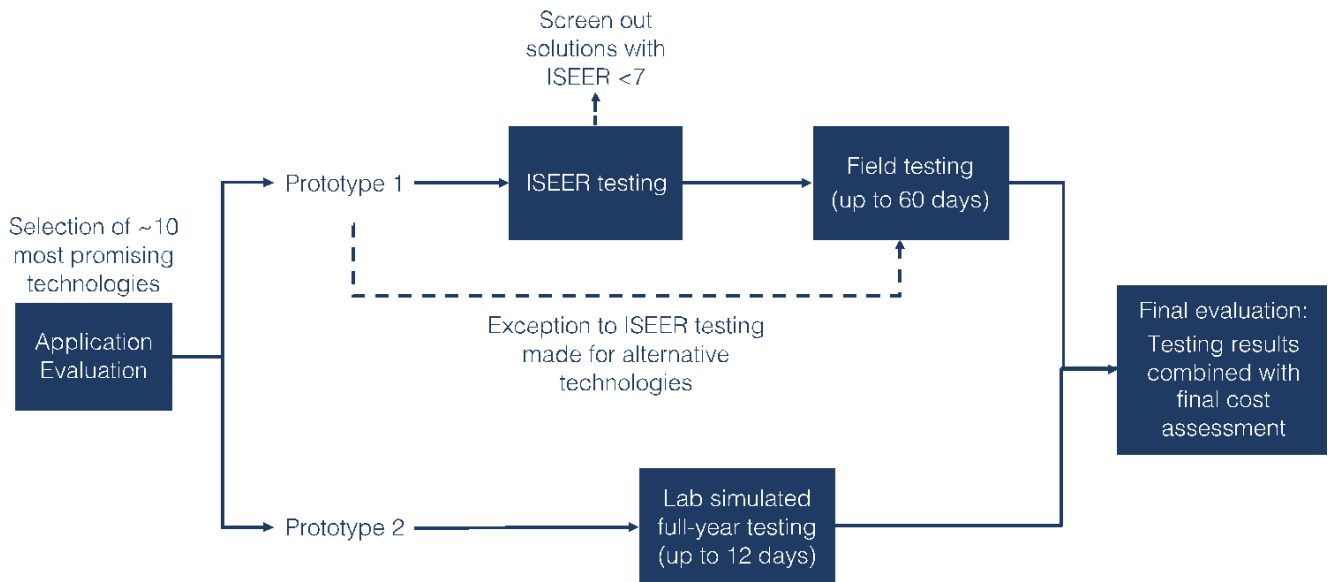 Screen out
solutions with
ISEER <7
Prototype 1
ISEER testing
Field testing
(up to 60 days)
Selection of ~10
most promising
technologies
Application
Evaluation
Exception to ISEER testing
made for alternative
technologies
Final evaluation:
Testing results
combined with
final cost
assessment
Prototype 2
Lab simulated
full-year testing
(up to 12 days)